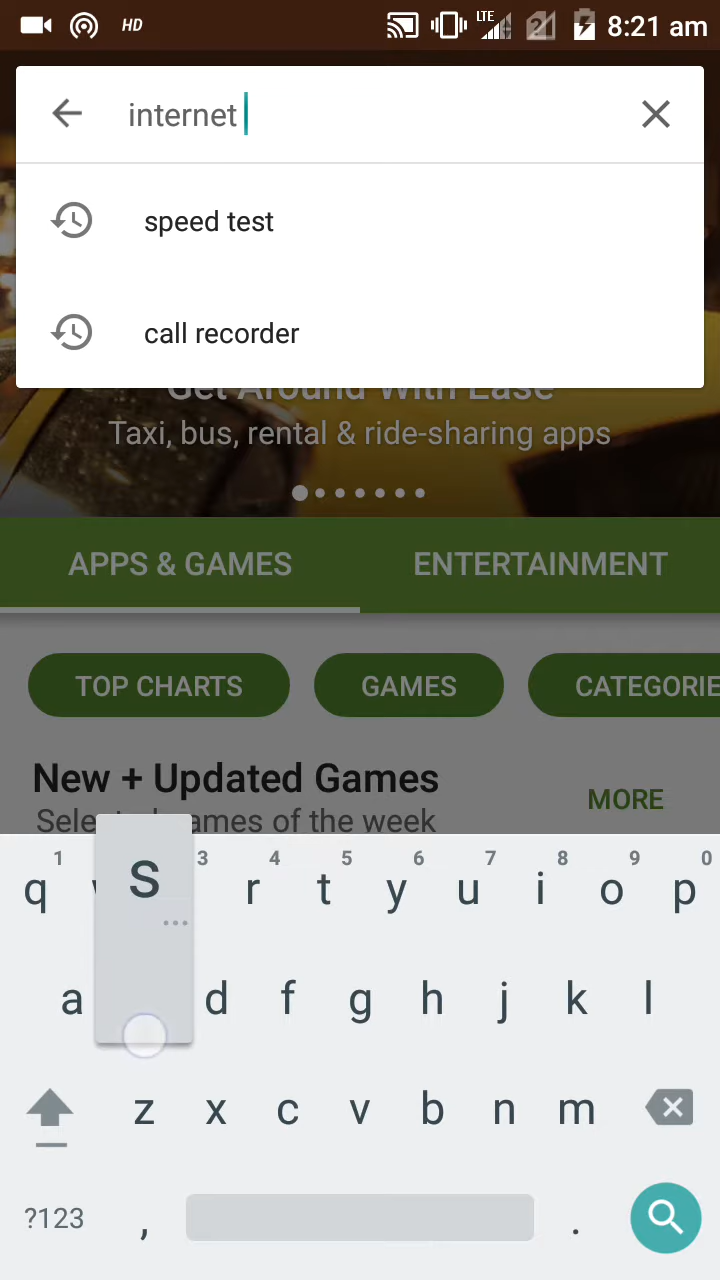 HD LTE 2 8:21 am
internet
speed test
call recorder
Get Around With Ease
Taxi, bus, rental & ride-sharing apps
APPS & GAMES ENTERTAINMENT
TOP CHARTS GAMES CATEGORIE
New + Updated Games
MORE
games of the week
1 3 4 5 6 7 8 9 0
q s r t y u i o p
a d f g h j k l
z x c v b n m
?123 , .